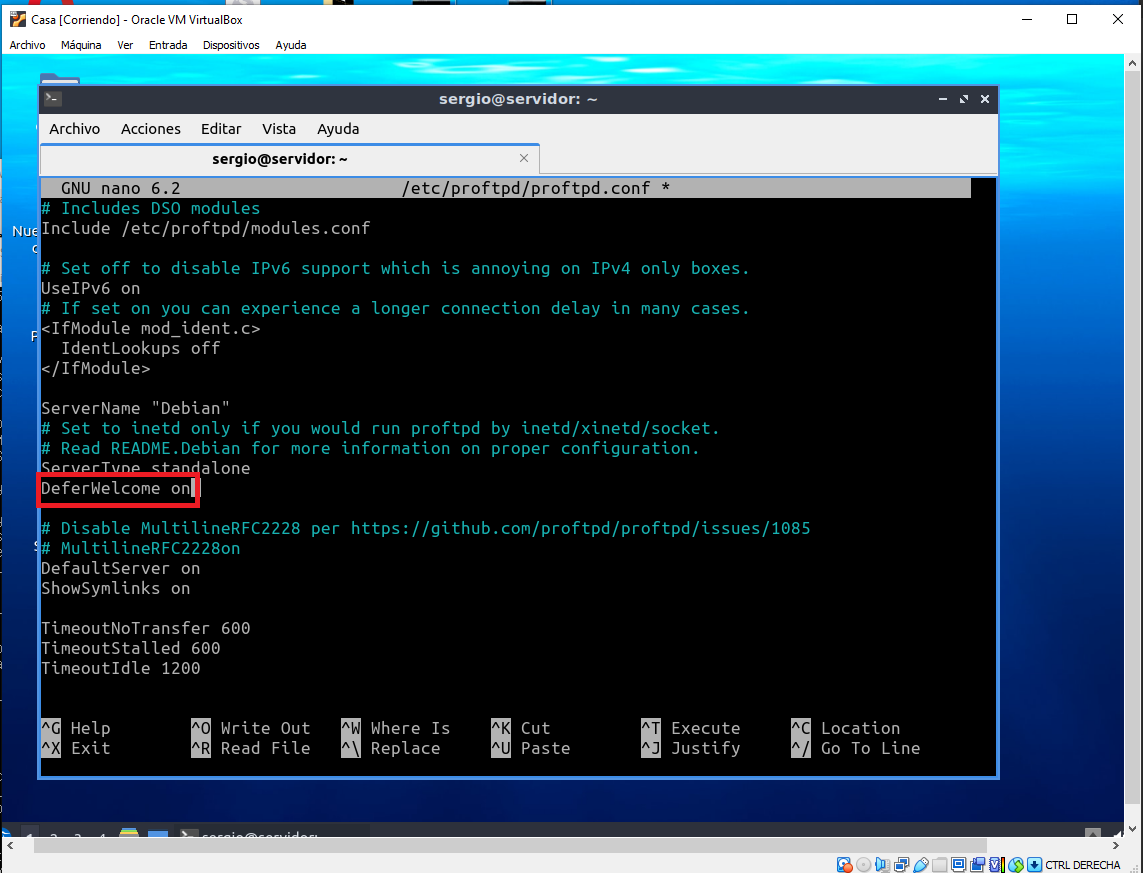 Casa [Corriendo] - Oracle VM VirtualBox
Archivo Máquina Ver Entrada Dispositivos Ayuda
sergio@servidor: ~
Archivo Acciones Editar Vista Ayuda
sergio@servidor: ~
GNU nano 6.2 /etc/proftpd/proftpd.conf *
# Includes DSO modules
Include /etc/proftpd/modules.conf
# Set off to disable IPv6 support which is annoying on IPv4 only boxes.
UseIPv6 on
# If set on you can experience a longer connection delay in many cases.
<IfModule mod_ident.c>
IdentLookups off
</IfModule>
ServerName "Debian"
# Set to inetd only if you would run proftpd by inetd/xinetd/socket.
# Read README.Debian for more information on proper configuration.
ServerType standalone
DeferWelcome on
# Disable MultilineRFC2228 per https://github.com/proftpd/proftpd/issues/1085
# MultilineRFC2228on
DefaultServer on
ShowSymlinks on
TimeoutNoTransfer 600
TimeoutStalled 600
TimeoutIdle 1200
^G Help ^O Write Out ^W Where Is ^K Cut ^T Execute ^C Location
^X Exit ^R Read File ^\ Replace ^U Paste ^J Justify ^/ Go To Line
1 2 3 4 sergio@servidor:
CTRL DERECHA